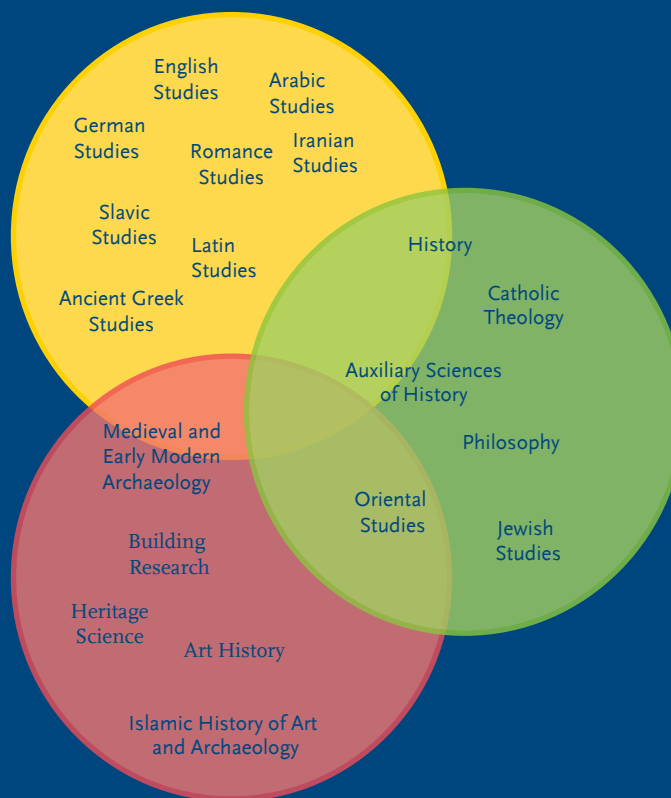 English
Studies
Arabic
Studies
German
Studies
Romance
Studies
Iranian
Studies
Slavic
Studies
Latin
Studies
Ancient Greek
Studies
History
Catholic
Theology
Auxiliary Sciences
of History
Philosophy
Medieval and
Early Modern
Archaeology
Oriental
Studies
Jewish
Studies
Building
Research
Heritage
Science
Art History
Islamic History of Art
and Archaeology